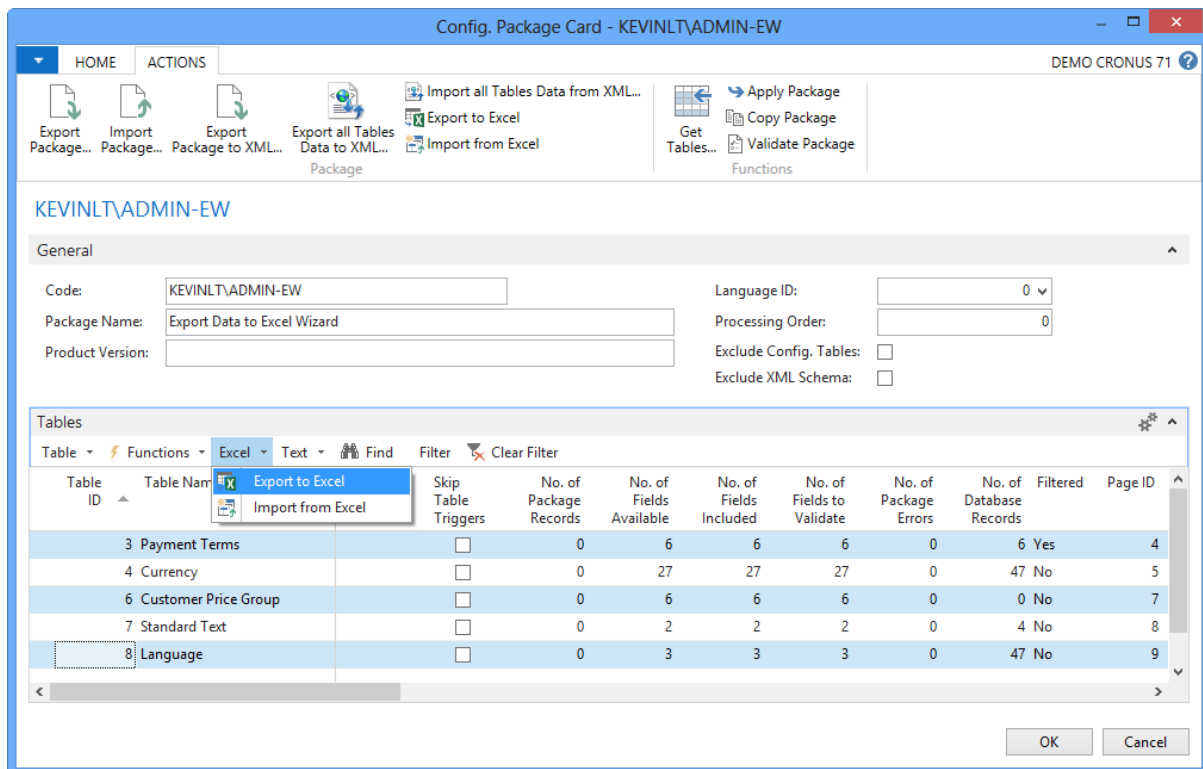 Config. Package Card - KEVINLT\ADMIN-EW
HOME ACTIONS DEMO CRONUS 71 ?
Export Package...
Import Package...
Export Package to XML...
Export all Tables Data to XML...
Import all Tables Data from XML...
Export to Excel
Import from Excel
Package
Get Tables...
Apply Package
Copy Package
Validate Package
Functions
KEVINLT\ADMIN-EW
General
Code: KEVINLT\ADMIN-EW
Package Name: Export Data to Excel Wizard
Product Version:
Language ID: 0
Processing Order: 0
Exclude Config. Tables:
Exclude XML Schema:
Tables
Table Functions Excel Text Find Filter Clear Filter
Export to Excel
Import from Excel
Table ID Table Nam Skip Table Triggers No. of Package Records No. of Fields Available No. of Fields Included No. of Fields to Validate No. of Package Errors No. of Database Records Filtered Page ID
3 Payment Terms 0 6 6 6 0 6 Yes 4
4 Currency 0 27 27 27 0 47 No 5
6 Customer Price Group 0 6 6 6 0 0 No 7
7 Standard Text 0 2 2 2 0 4 No 8
8 Language 0 3 3 3 0 47 No 9
OK Cancel